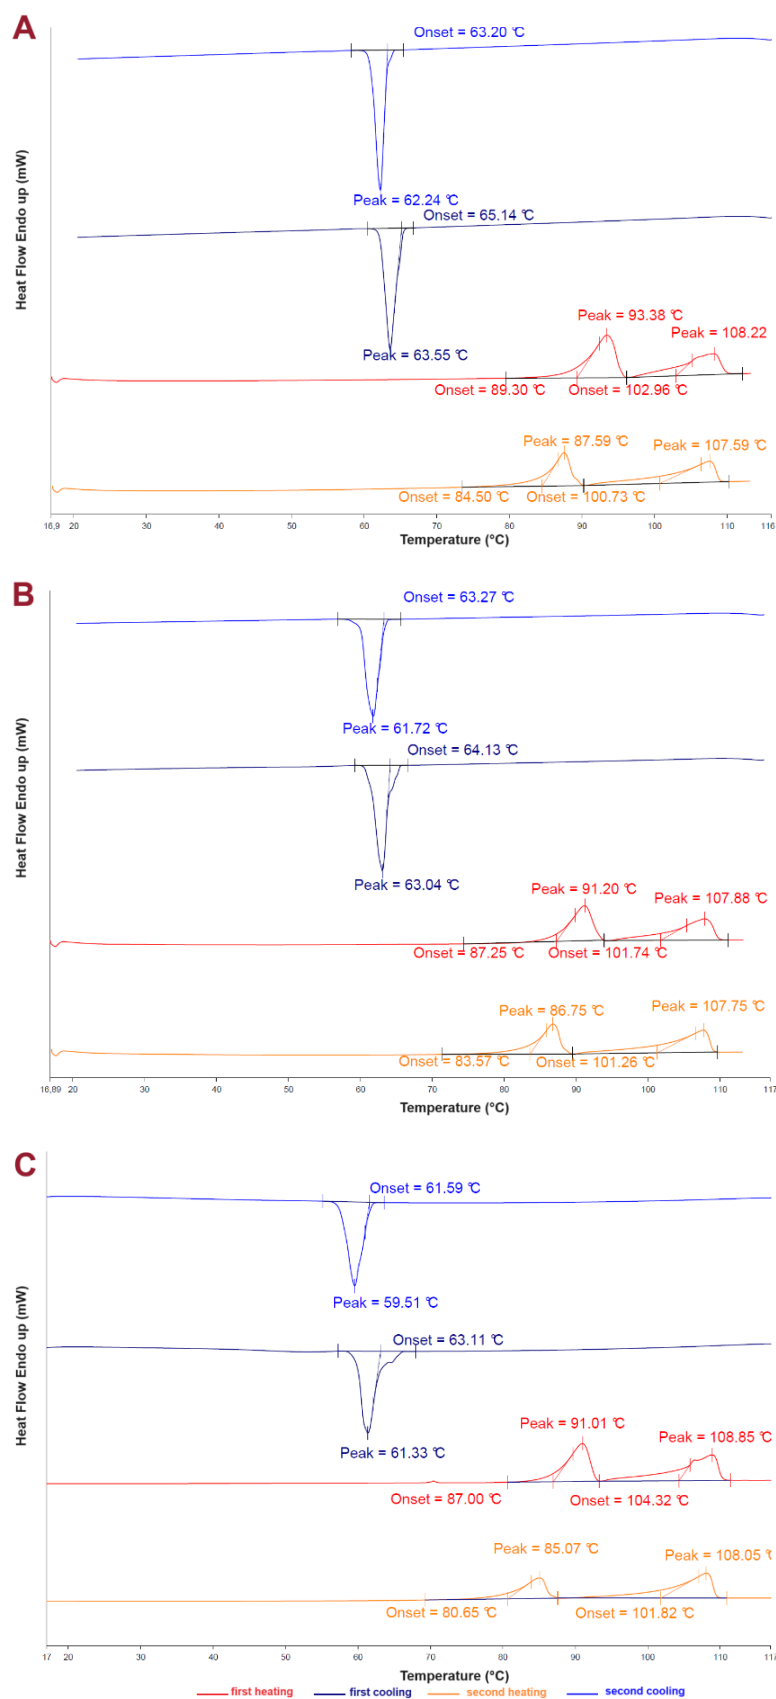 A
Onset = 63.20 °C
Peak = 62.24 °C
Onset = 65.14 °C
Peak = 63.55 °C
Peak = 93.38 °C
Peak = 108.22
Onset = 89.30 °C
Onset = 102.96 °C
Peak = 87.59 °C
Peak = 107.59 °C
Onset = 84.50 °C
Onset = 100.73 °C
Heat Flow Endo up (mW)
16,9 20 30 40 50 60 70 80 90 100 110 116
Temperature (°C)
B
Onset = 63.27 °C
Peak = 61.72 °C
Onset = 64.13 °C
Peak = 63.04 °C
Peak = 91.20 °C
Peak = 107.88 °C
Onset = 87.25 °C
Onset = 101.74 °C
Peak = 86.75 °C
Peak = 107.75 °C
Onset = 83.57 °C
Onset = 101.26 °C
Heat Flow Endo up (mW)
16,89 20 30 40 50 60 70 80 90 100 110 117
Temperature (°C)
C
Onset = 61.59 °C
Peak = 59.51 °C
Onset = 63.11 °C
Peak = 61.33 °C
Peak = 91.01 °C
Peak = 108.85 °C
Onset = 87.00 °C
Onset = 104.32 °C
Peak = 85.07 °C
Peak = 108.05 °C
Onset = 80.65 °C
Onset = 101.82 °C
Heat Flow Endo up (mW)
17 20 30 40 50 60 70 80 90 100 110 117
Temperature (°C)
first heating first cooling second heating second cooling